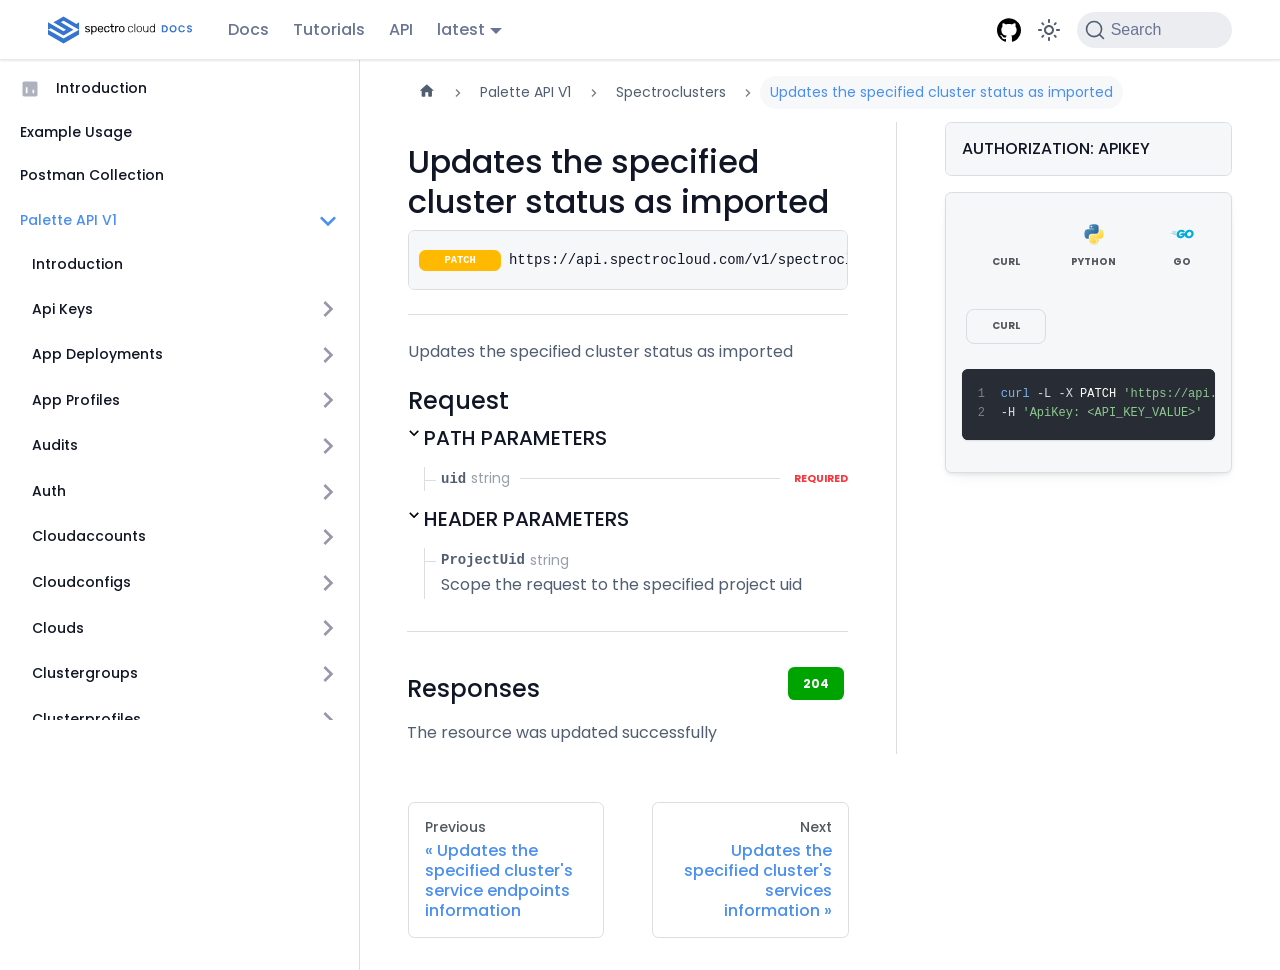 spectro cloud DOCS
Docs
Tutorials
API
latest
Search
Introduction
Example Usage
Postman Collection
Palette API V1
Introduction
Api Keys
App Deployments
App Profiles
Audits
Auth
Cloudaccounts
Cloudconfigs
Clouds
Clustergroups
Clusterprofiles
Palette API V1
Spectroclusters
Updates the specified cluster status as imported
Updates the specified
cluster status as imported
PATCH https://api.spectrocloud.com/v1/spectrocl
Updates the specified cluster status as imported
Request
PATH PARAMETERS
uid string REQUIRED
HEADER PARAMETERS
ProjectUid string
Scope the request to the specified project uid
Responses
204
The resource was updated successfully
Previous
« Updates the
specified cluster's
service endpoints
information
Next
Updates the
specified cluster's
services
information »
AUTHORIZATION: APIKEY
CURL
PYTHON
GO
CURL
1 curl -L -X PATCH 'https://api.
2 -H 'ApiKey: <API_KEY_VALUE>'